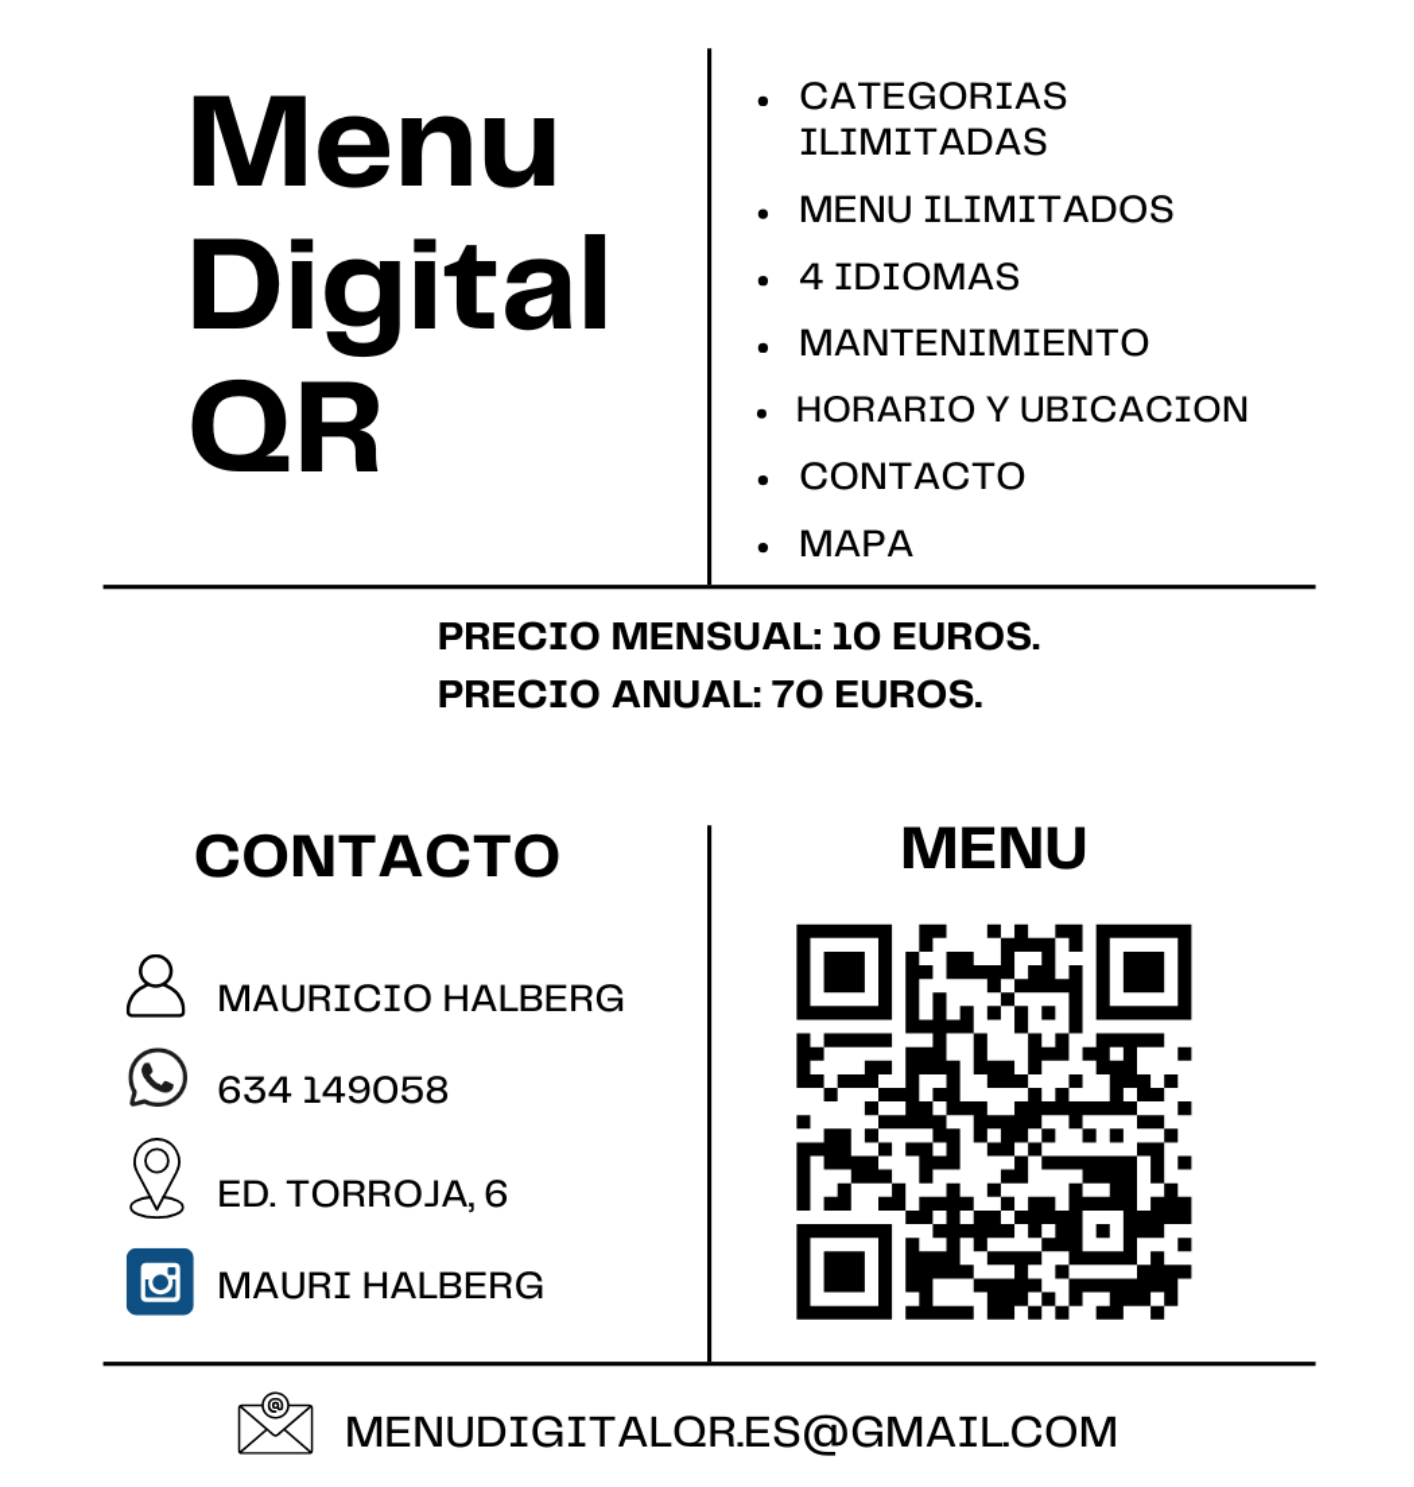 Menu
Digital
QR
CATEGORIAS
ILIMITADAS
MENU ILIMITADOS
4 IDIOMAS
MANTENIMIENTO
HORARIO Y UBICACION
CONTACTO
MAPA
PRECIO MENSUAL: 10 EUROS.
PRECIO ANUAL: 70 EUROS.
CONTACTO
MAURICIO HALBERG
634 149058
ED. TORROJA, 6
MAURI HALBERG
MENU
@
MENUDIGITALQR.ES@GMAIL.COM